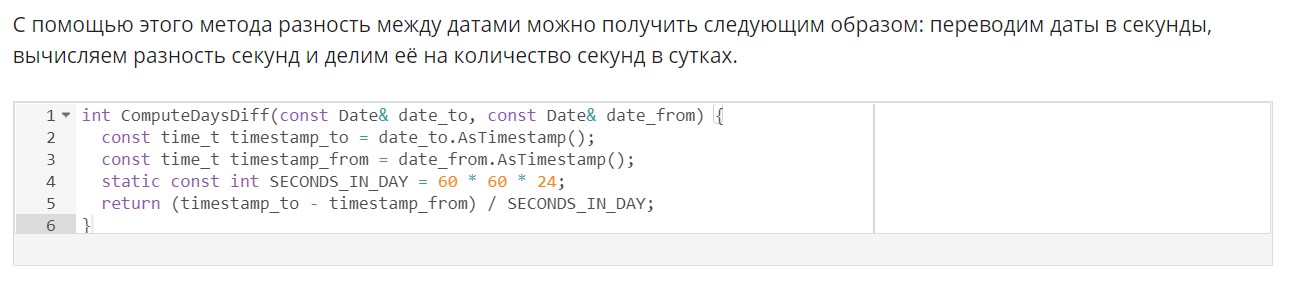 С помощью этого метода разность между датами можно получить следующим образом: переводим даты в секунды,
вычисляем разность секунд и делим её на количество секунд в сутках.
1 int ComputeDaysDiff(const Date& date_to, const Date& date_from) {
2   const time_t timestamp_to = date_to.AsTimestamp();
3   const time_t timestamp_from = date_from.AsTimestamp();
4   static const int SECONDS_IN_DAY = 60 * 60 * 24;
5   return (timestamp_to - timestamp_from) / SECONDS_IN_DAY;
6 }